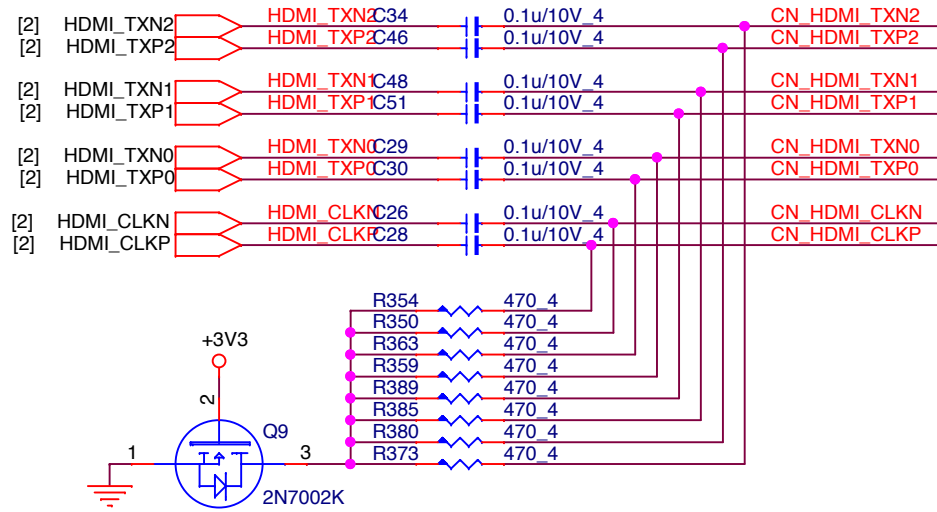 [2] HDMI_TXN2 HDMI_TXN2 C34 0.1u/10V_4 CN_HDMI_TXN2
[2] HDMI_TXP2 HDMI_TXP2 C46 0.1u/10V_4 CN_HDMI_TXP2
[2] HDMI_TXN1 HDMI_TXN1 C48 0.1u/10V_4 CN_HDMI_TXN1
[2] HDMI_TXP1 HDMI_TXP1 C51 0.1u/10V_4 CN_HDMI_TXP1
[2] HDMI_TXN0 HDMI_TXN0 C29 0.1u/10V_4 CN_HDMI_TXN0
[2] HDMI_TXP0 HDMI_TXP0 C30 0.1u/10V_4 CN_HDMI_TXP0
[2] HDMI_CLKN HDMI_CLKN C26 0.1u/10V_4 CN_HDMI_CLKN
[2] HDMI_CLKP HDMI_CLKP C28 0.1u/10V_4 CN_HDMI_CLKP
R354 470_4
R350 470_4
R363 470_4
R359 470_4
R389 470_4
R385 470_4
R380 470_4
R373 470_4
+3V3
2
Q9
1 3
2N7002K